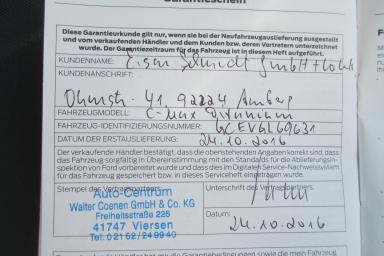 Garantieschein
Diese Garantieurkunde gilt nur, wenn sie bei der Neufahrzeugauslieferung ausgestellt
und vom verkaufenden Händler und dem Kunden bzw. deren Vertretern unterzeichnet
wurde. Der Garantiezeitraum für das Fahrzeug ist in diesem Heft aufgeführt.
KUNDENNAME: Schmidt GmbH + Co
KUNDENANSCHRIFT:
Ohmstr. 41, 92224 Amberg
FAHRZEUGMODELL: C-Max Titanium
FAHRZEUG-IDENTIFIZIERUNGSNUMMER: GCEVGL69631
DATUM DER ERSTAUSLIEFERUNG: 24.10.2016
Der verkaufende Händler bestätigt, dass die obenstehenden Angaben korrekt sind, dass
das Fahrzeug sorgfältig in Übereinstimmung mit den Standards für die Ablieferungsin-
spektion von Ford vorbereitet wurde und dass dies im Digitalen Service-Nachweissystem
für das Fahrzeug gespeichert bzw. in dieses Serviceheft eingetragen wurde.
Stempel des Vertragspartners: Unterschrift des Vertragspartners:
Auto-Centrum
Walter Coenen GmbH & Co. KG
Freiheitsstraße 226
41747 Viersen
Tel. 0 21 62 / 24 99 40
Datum:
24.10.2016